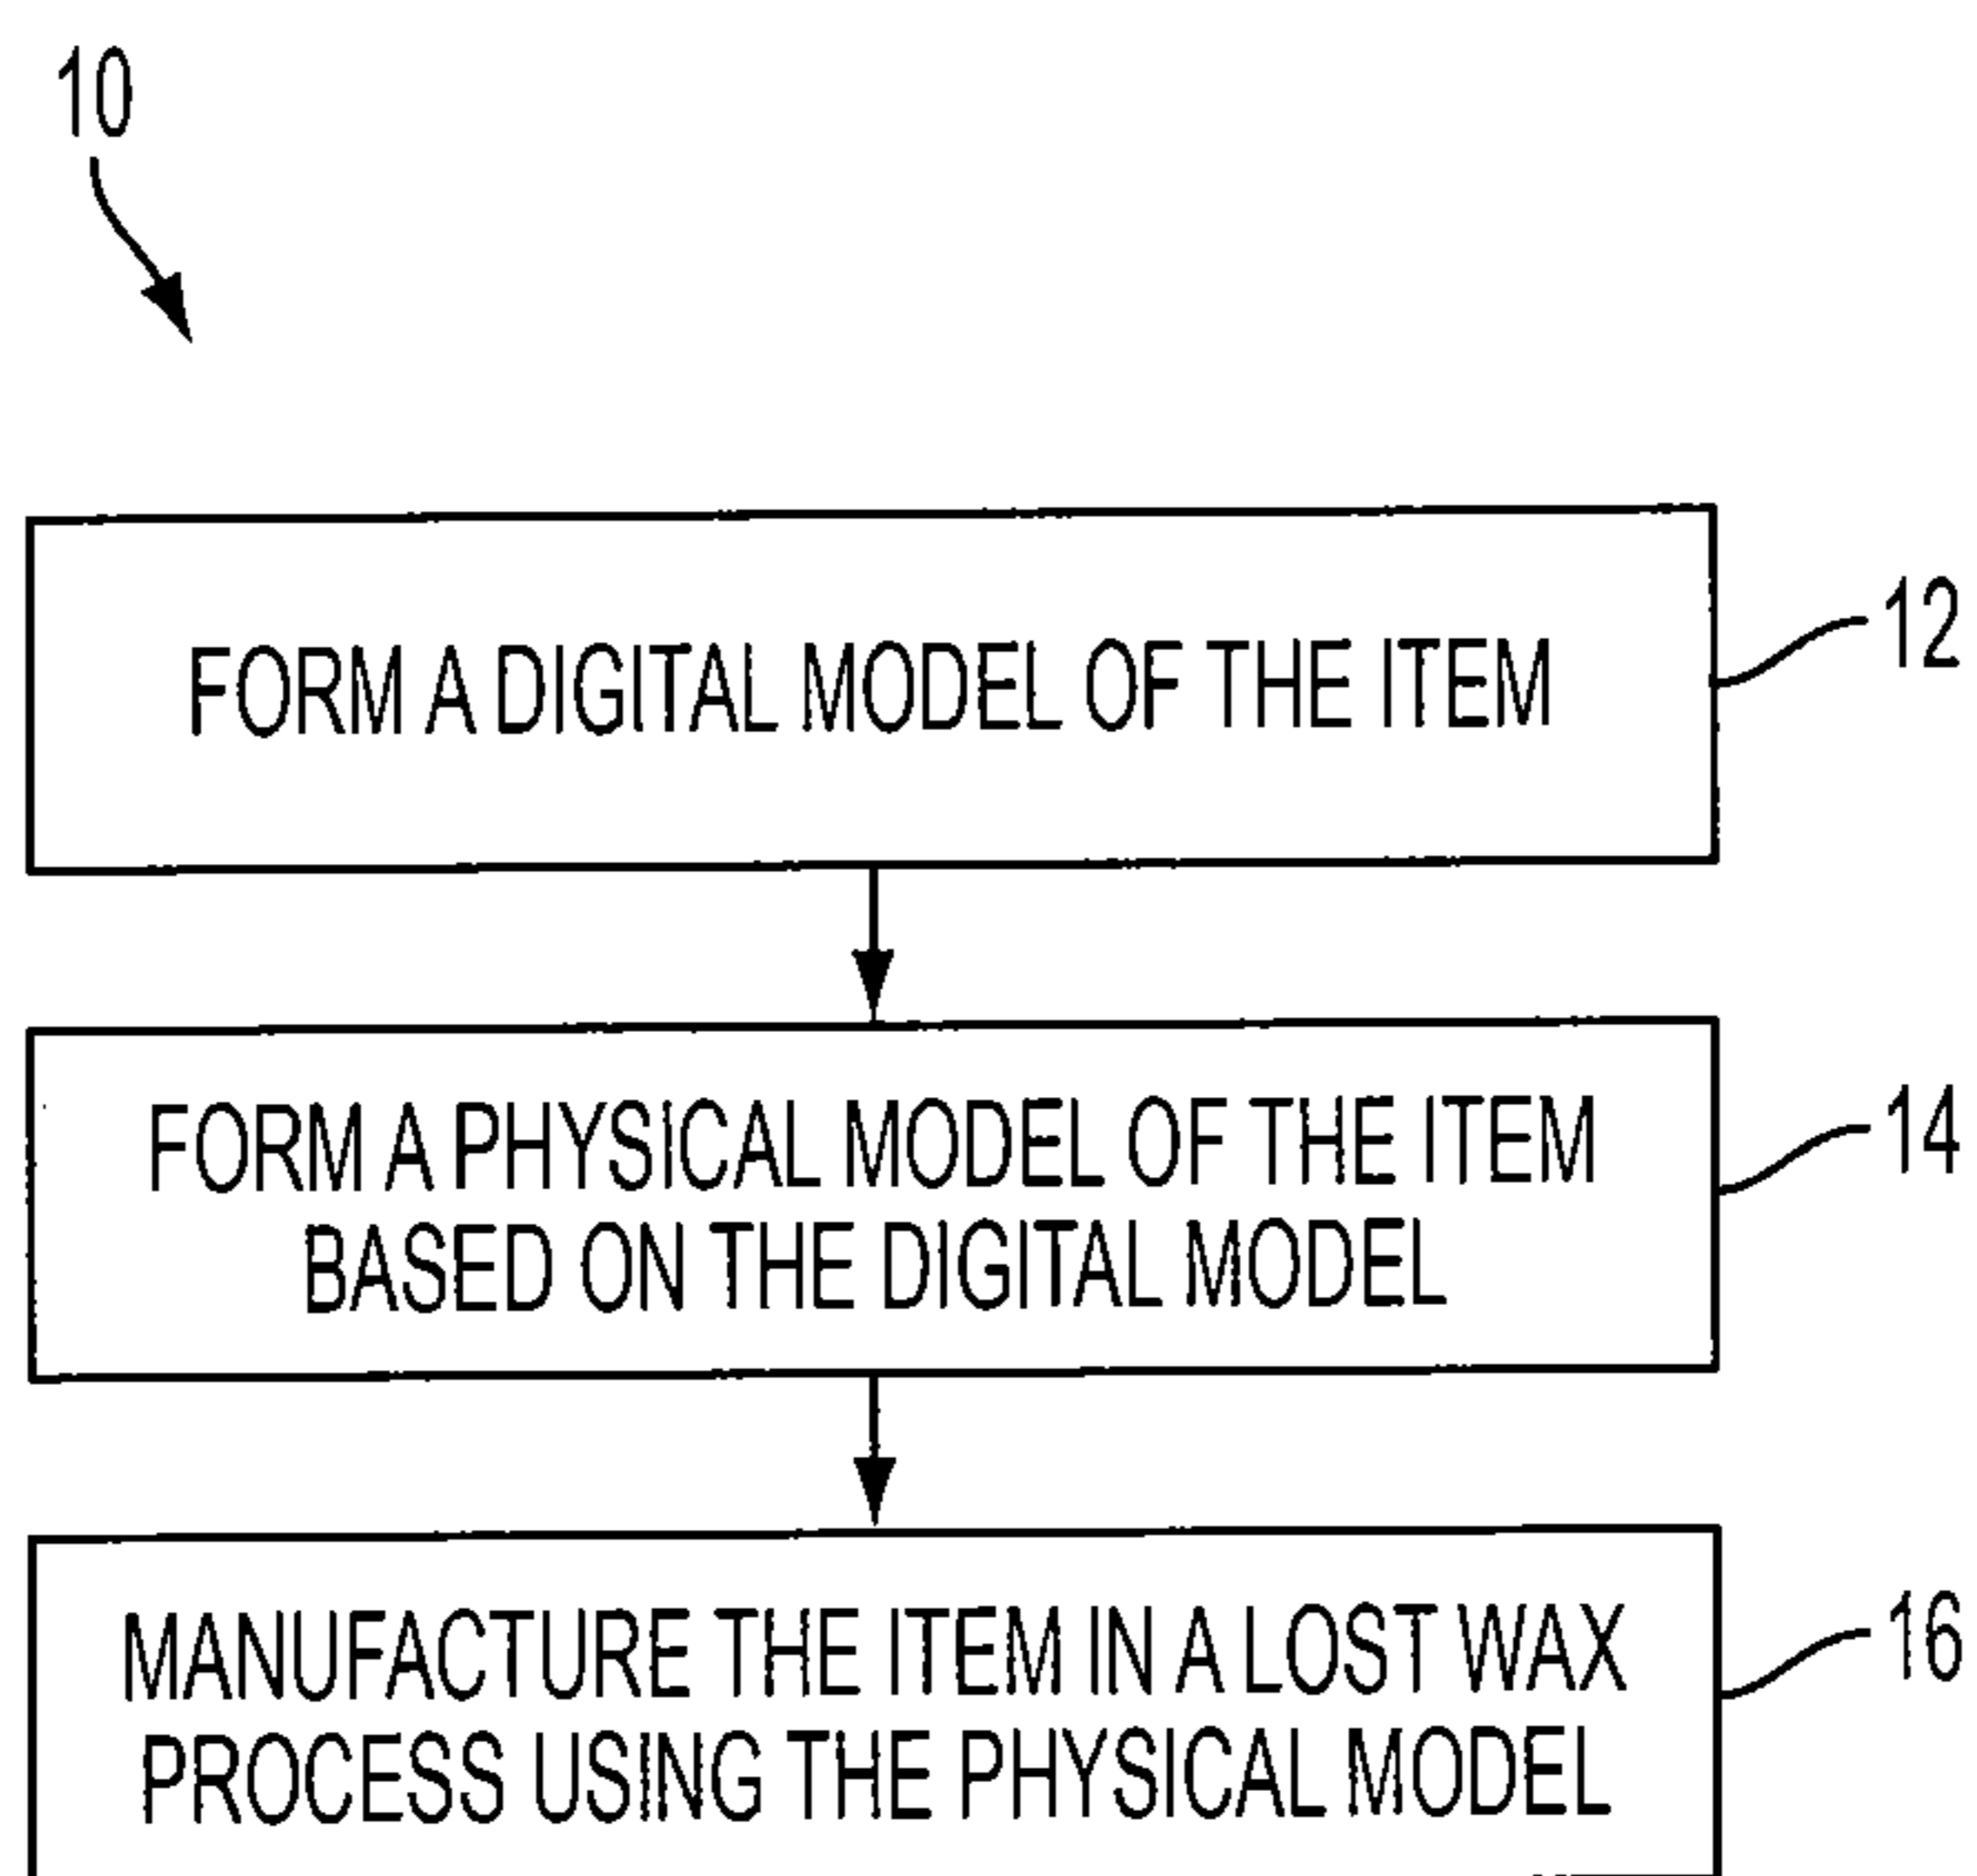 10
FORM A DIGITAL MODEL OF THE ITEM
12
FORM A PHYSICAL MODEL OF THE ITEM
BASED ON THE DIGITAL MODEL
14
MANUFACTURE THE ITEM IN A LOST WAX
PROCESS USING THE PHYSICAL MODEL
16